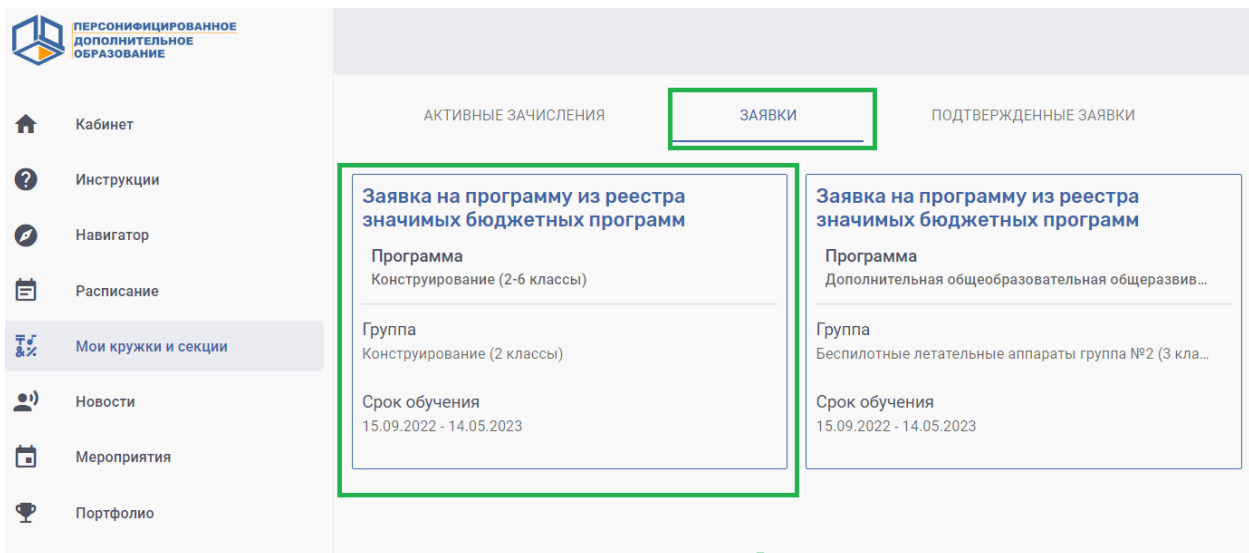 ПЕРСОНИФИЦИРОВАННОЕ
ДОПОЛНИТЕЛЬНОЕ
ОБРАЗОВАНИЕ
Кабинет
Инструкции
Навигатор
Расписание
Мои кружки и секции
Новости
Мероприятия
Портфолио
АКТИВНЫЕ ЗАЧИСЛЕНИЯ
ЗАЯВКИ
ПОДТВЕРЖДЕННЫЕ ЗАЯВКИ
Заявка на программу из реестра
значимых бюджетных программ
Программа
Конструирование (2-6 классы)
Группа
Конструирование (2 классы)
Срок обучения
15.09.2022 - 14.05.2023
Заявка на программу из реестра
значимых бюджетных программ
Программа
Дополнительная общеобразовательная общеразвив...
Группа
Беспилотные летательные аппараты группа №2 (3 кла...
Срок обучения
15.09.2022 - 14.05.2023